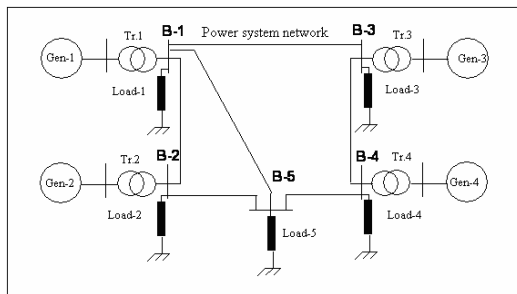 Tr.1
B-1
Power system network
B-3
Tr.3
Gen-1
Gen-3
Load-1
Load-3
Tr.2
B-2
B-5
B-4
Tr.4
Gen-2
Gen-4
Load-2
Load-4
Load-5